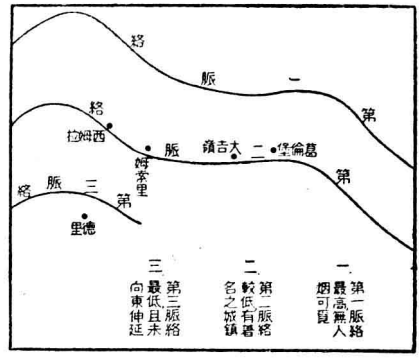 第一脈絡
第二脈絡
葛倫堡
大吉嶺
姆索里
西姆拉
第三脈絡
德里
一、第一脈絡
最高無人
烟可覓
二、第二脈絡
較低有著
名之城鎮
三、第三脈絡
最低且未
向東伸延